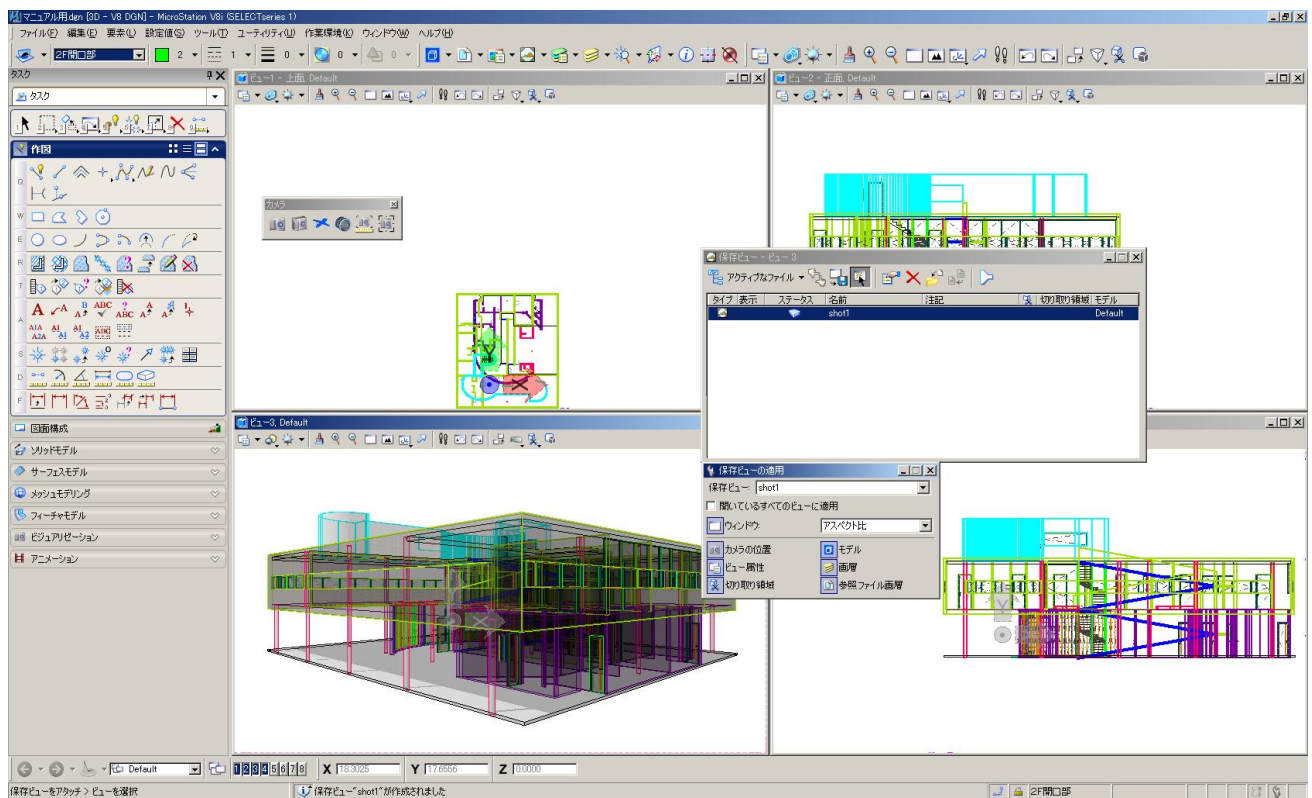 マニュアル用.dgn [3D - V8 DGN] - MicroStation V8i (SELECTseries 1)
ファイル(F) 編集(E) 要素(L) 設定値(S) ツール(T) ユーティリティ(U) 作業環境(K) ウィンドウ(W) ヘルプ(H)
2F開口部 2 1 0 0 0
タスク
タスク
作図
Q
W
E
R
T
A
S
D
F
図面構成
ソリッドモデル
サーフェスモデル
メッシュモデリング
フィーチャモデル
ビジュアリゼーション
アニメーション
ビュー1 - 上面, Default
カメラ
Y
X
ビュー2 - 正面, Default
保存ビュー - ビュー 3
アクティブなファイル
タイプ 表示 ステータス 名前 注記 切り取り領域 モデル
shot1 Default
ビュー3, Default
保存ビューの適用
保存ビュー: shot1
開いているすべてのビューに適用
ウィンドウ: アスペクト比
カメラの位置 モデル
ビュー属性 画層
切り取り領域 参照ファイル画層
Default 1 2 3 4 5 6 7 8 X 18.3025 Y 17.6556 Z 0.0000
保存ビューをアタッチ > ビューを選択 保存ビュー"shot1"が作成されました 2F開口部